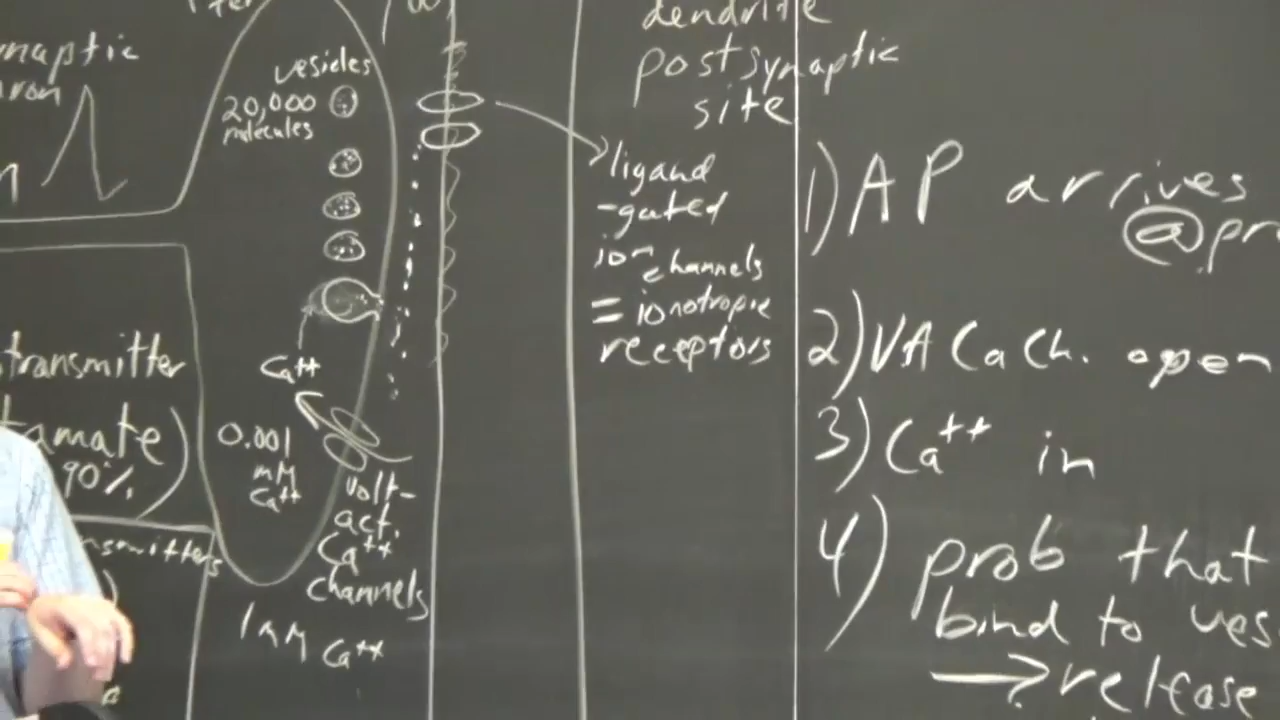 vesicles
20,000
molecules
Ca++
0.001
mM
Ca++
volt-
act.
Ca++
channels
1 mM Ca++
dendrite
postsynaptic
site
ligand
-gated
ion channels
= ionotropic
receptors
1) AP arrives
@
2) VA Ca Ch. open
3) Ca++ in
4) prob that
bind to ves
→ release
naptic
transmitter
tamate)
90%
nsmitters